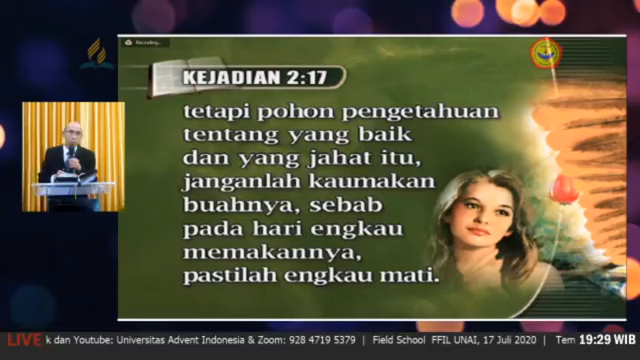 Recording...
KEJADIAN 2:17
tetapi pohon pengetahuan
tentang yang baik
dan yang jahat itu,
janganlah kaumakan
buahnya, sebab
pada hari engkau
memakannya,
pastilah engkau mati.
LIVE k dan Youtube: Universitas Advent Indonesia & Zoom: 928 4719 5379 | Field School FFIL UNAI, 17 Juli 2020 | Tem 19:29 WIB